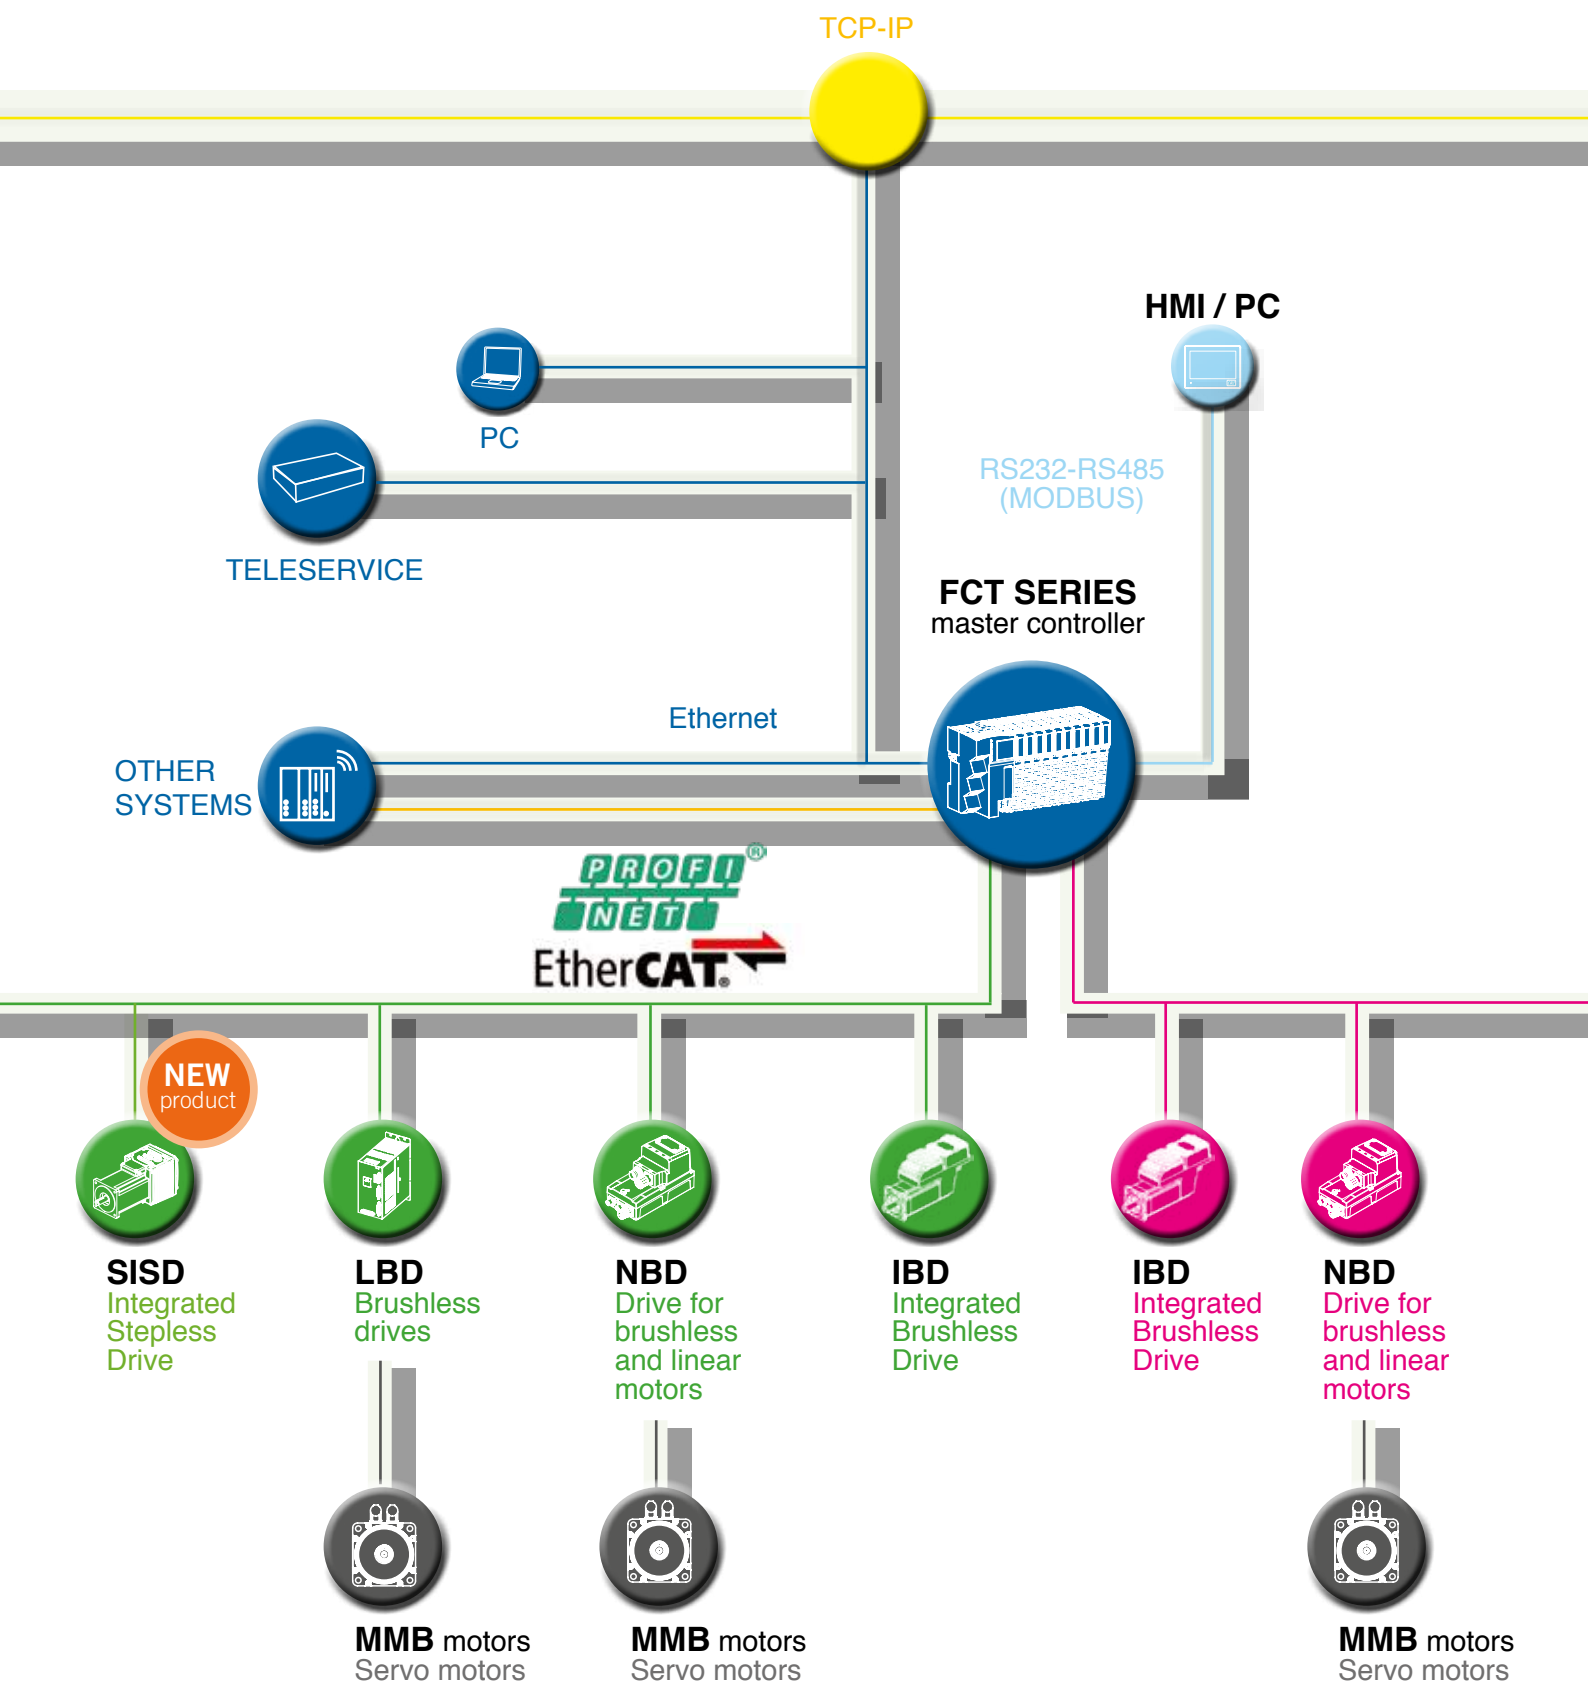 TCP-IP
HMI / PC
PC
RS232-RS485
(MODBUS)
TELESERVICE
FCT SERIES
master controller
Ethernet
OTHER
SYSTEMS
PROFI®
NET
EtherCAT®
NEW
product
SISD
Integrated
Stepless
Drive
LBD
Brushless
drives
NBD
Drive for
brushless
and linear
motors
IBD
Integrated
Brushless
Drive
IBD
Integrated
Brushless
Drive
NBD
Drive for
brushless
and linear
motors
MMB motors
Servo motors
MMB motors
Servo motors
MMB motors
Servo motors